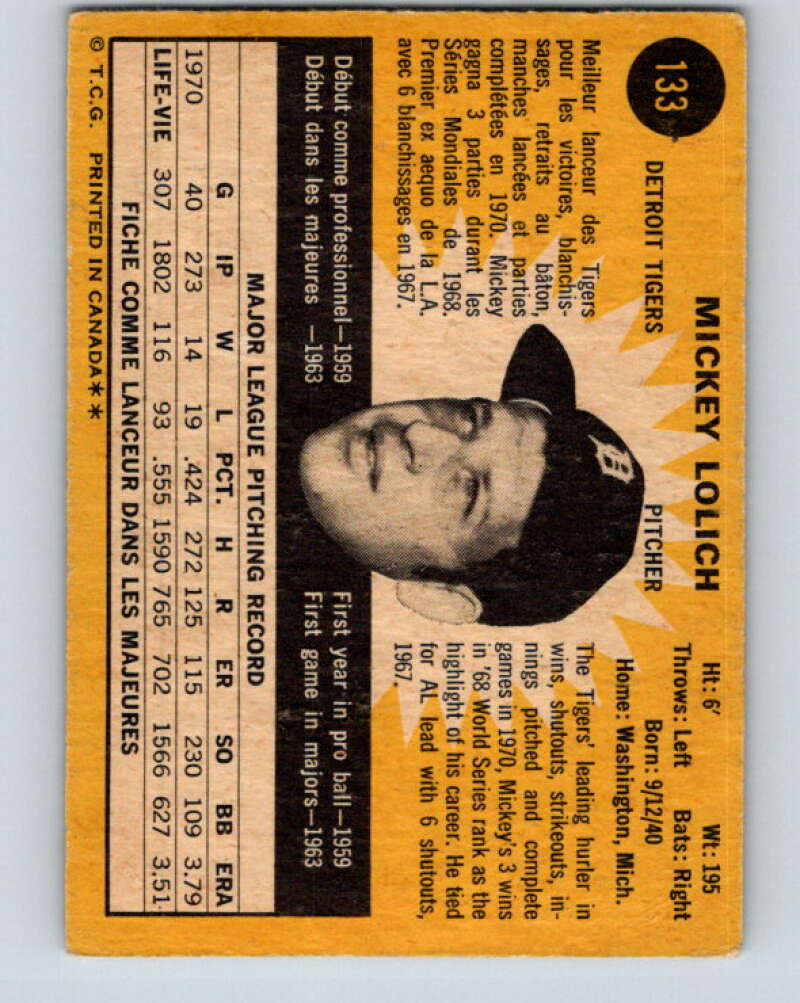 133
MICKEY LOLICH
Ht: 6′ Wt: 195
DETROIT TIGERS
PITCHER
Throws: Left Bats: Right
Born: 9/12/40
Home: Washington, Mich.
Meilleur lanceur des Tigers
pour les victoires, blanchis-
sages, retraits au bâton,
manches lancées et parties
complétées en 1970. Mickey
gagna 3 parties durant les
Séries Mondiales de 1968.
Premier ex aequo de la L.A.
avec 6 blanchissages en 1967.
The Tigers' leading hurler in
wins, shutouts, strikeouts, in-
nings pitched and complete
games in 1970, Mickey's 3 wins
in '68 World Series rank as the
highlight of his career. He tied
for AL lead with 6 shutouts,
1967.
Début comme professionnel—1959
Début dans les majeures —1963
First year in pro ball—1959
First game in majors—1963
MAJOR LEAGUE PITCHING RECORD
G IP W L PCT. H R ER SO BB ERA
1970 40 273 14 19 .424 272 125 115 230 109 3.79
LIFE-VIE 307 1802 116 93 .555 1590 765 702 1566 627 3.51
FICHE COMME LANCEUR DANS LES MAJEURES
© T.C.G. PRINTED IN CANADA**